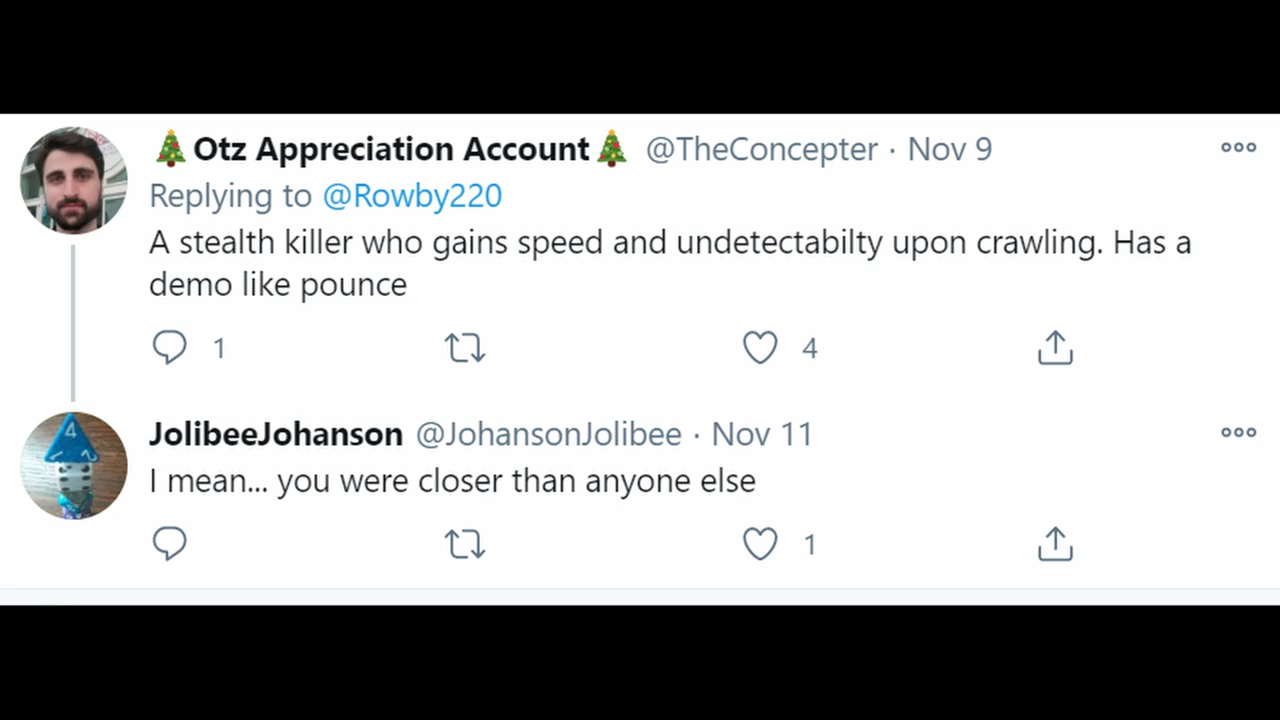 🎄Otz Appreciation Account🎄 @TheConcepter · Nov 9
Replying to @Rowby220
A stealth killer who gains speed and undetectabilty upon crawling. Has a
demo like pounce
1 4
4
JolibeeJohanson @JohansonJolibee · Nov 11
I mean... you were closer than anyone else
1